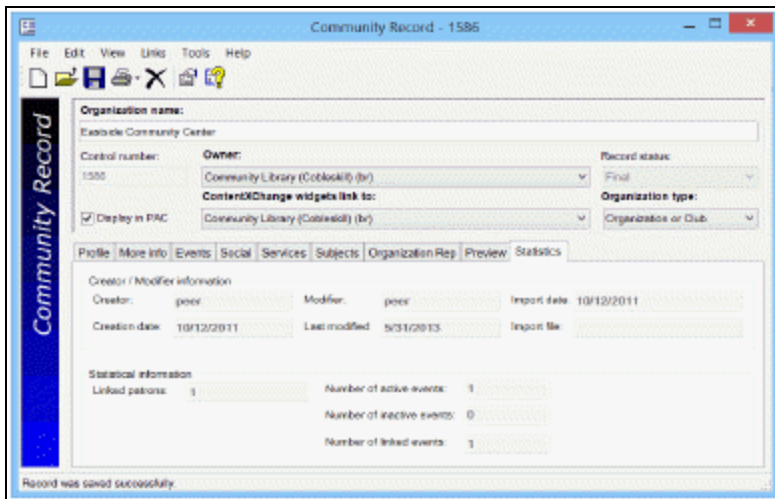 Community Record - 1586
File Edit View Links Tools Help
Community Record
Organization name:
Eastside Community Center
Control number: Owner: Record status:
1586 Community Library (Cobleskill) (br) Final
ContentXChange widgets link to: Organization type:
Display in PAC Community Library (Cobleskill) (br) Organization or Club
Profile More info Events Social Services Subjects Organization Rep Preview Statistics
Creator / Modifier information
Creator: peer Modifier: peer Import date: 10/12/2011
Creation date: 10/12/2011 Last modified 5/31/2013 Import file:
Statistical information
Linked patrons: 1 Number of active events: 1
Number of inactive events: 0
Number of linked events: 1
Record was saved successfully.